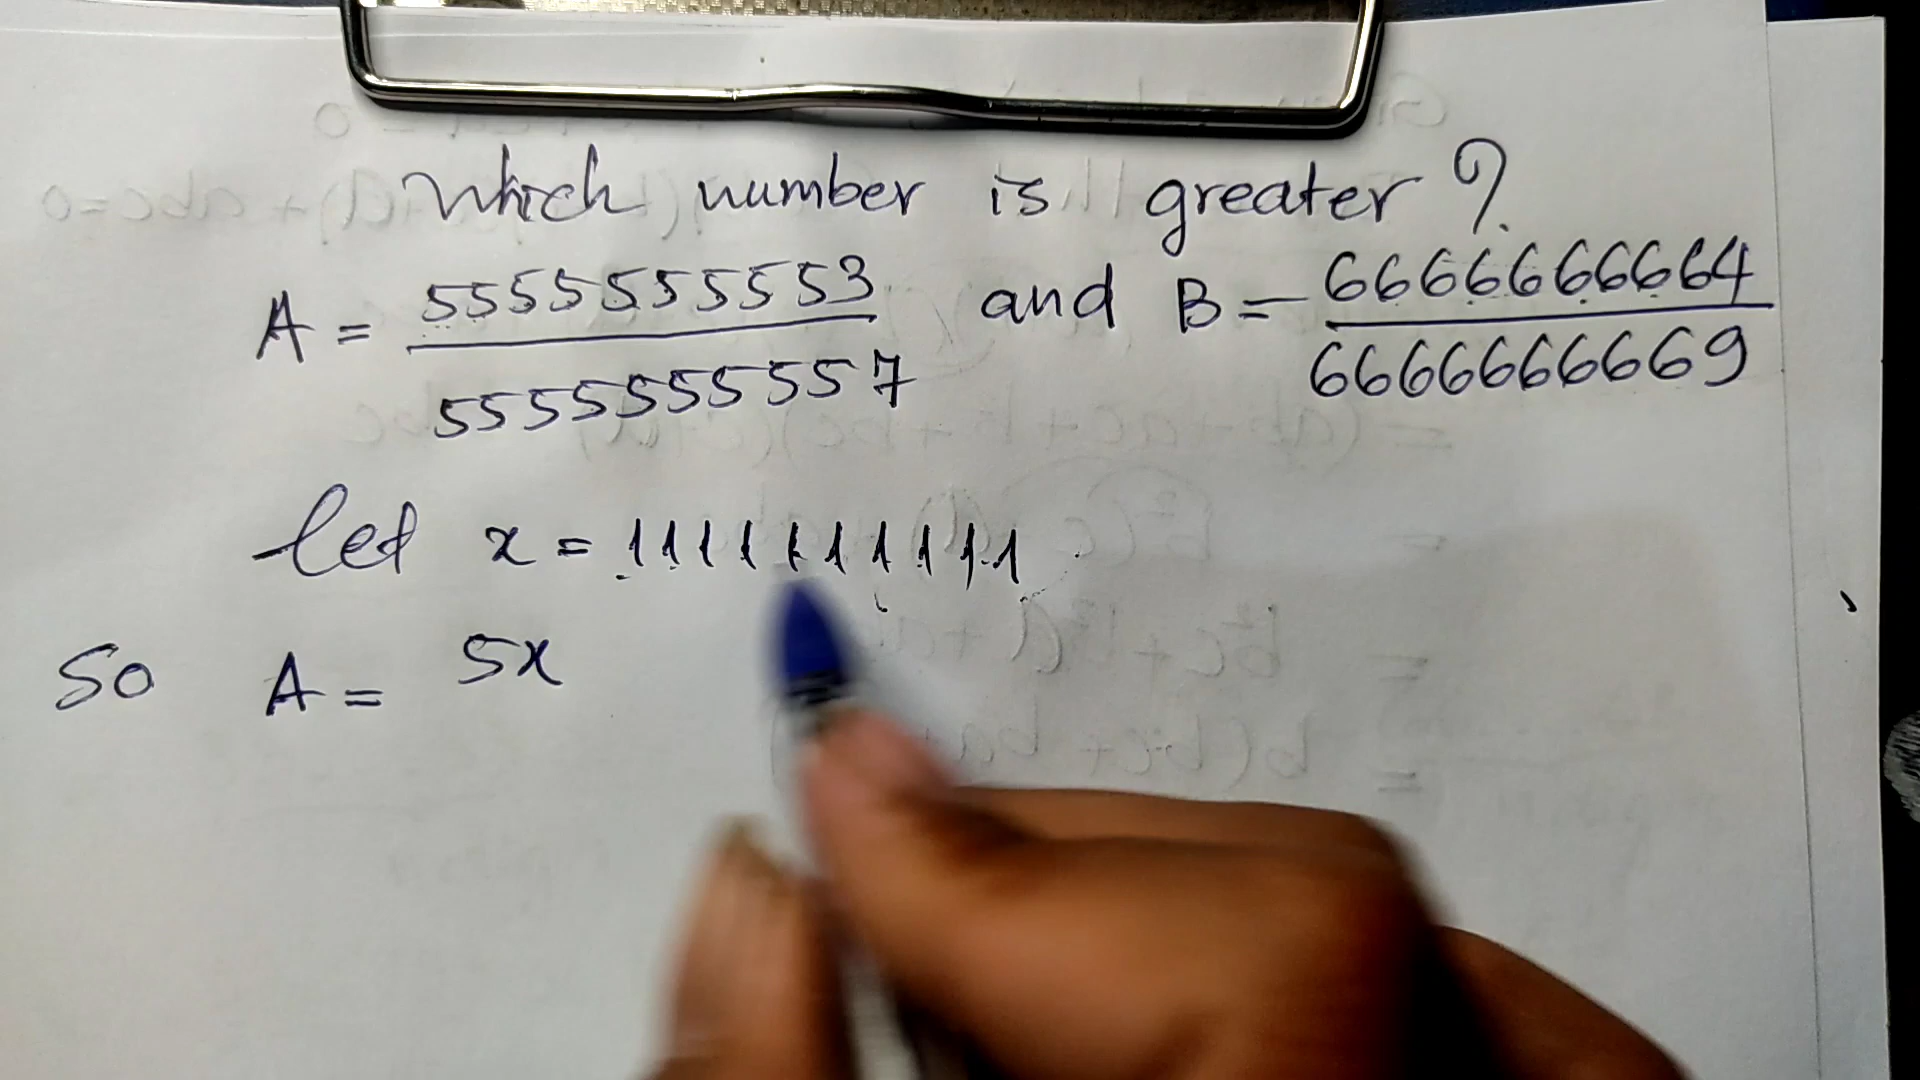 Which number is greater ?
A = 5555555553 / 5555555557 and B = 6666666664 / 6666666669
let x = 1111111111
So A = 5x